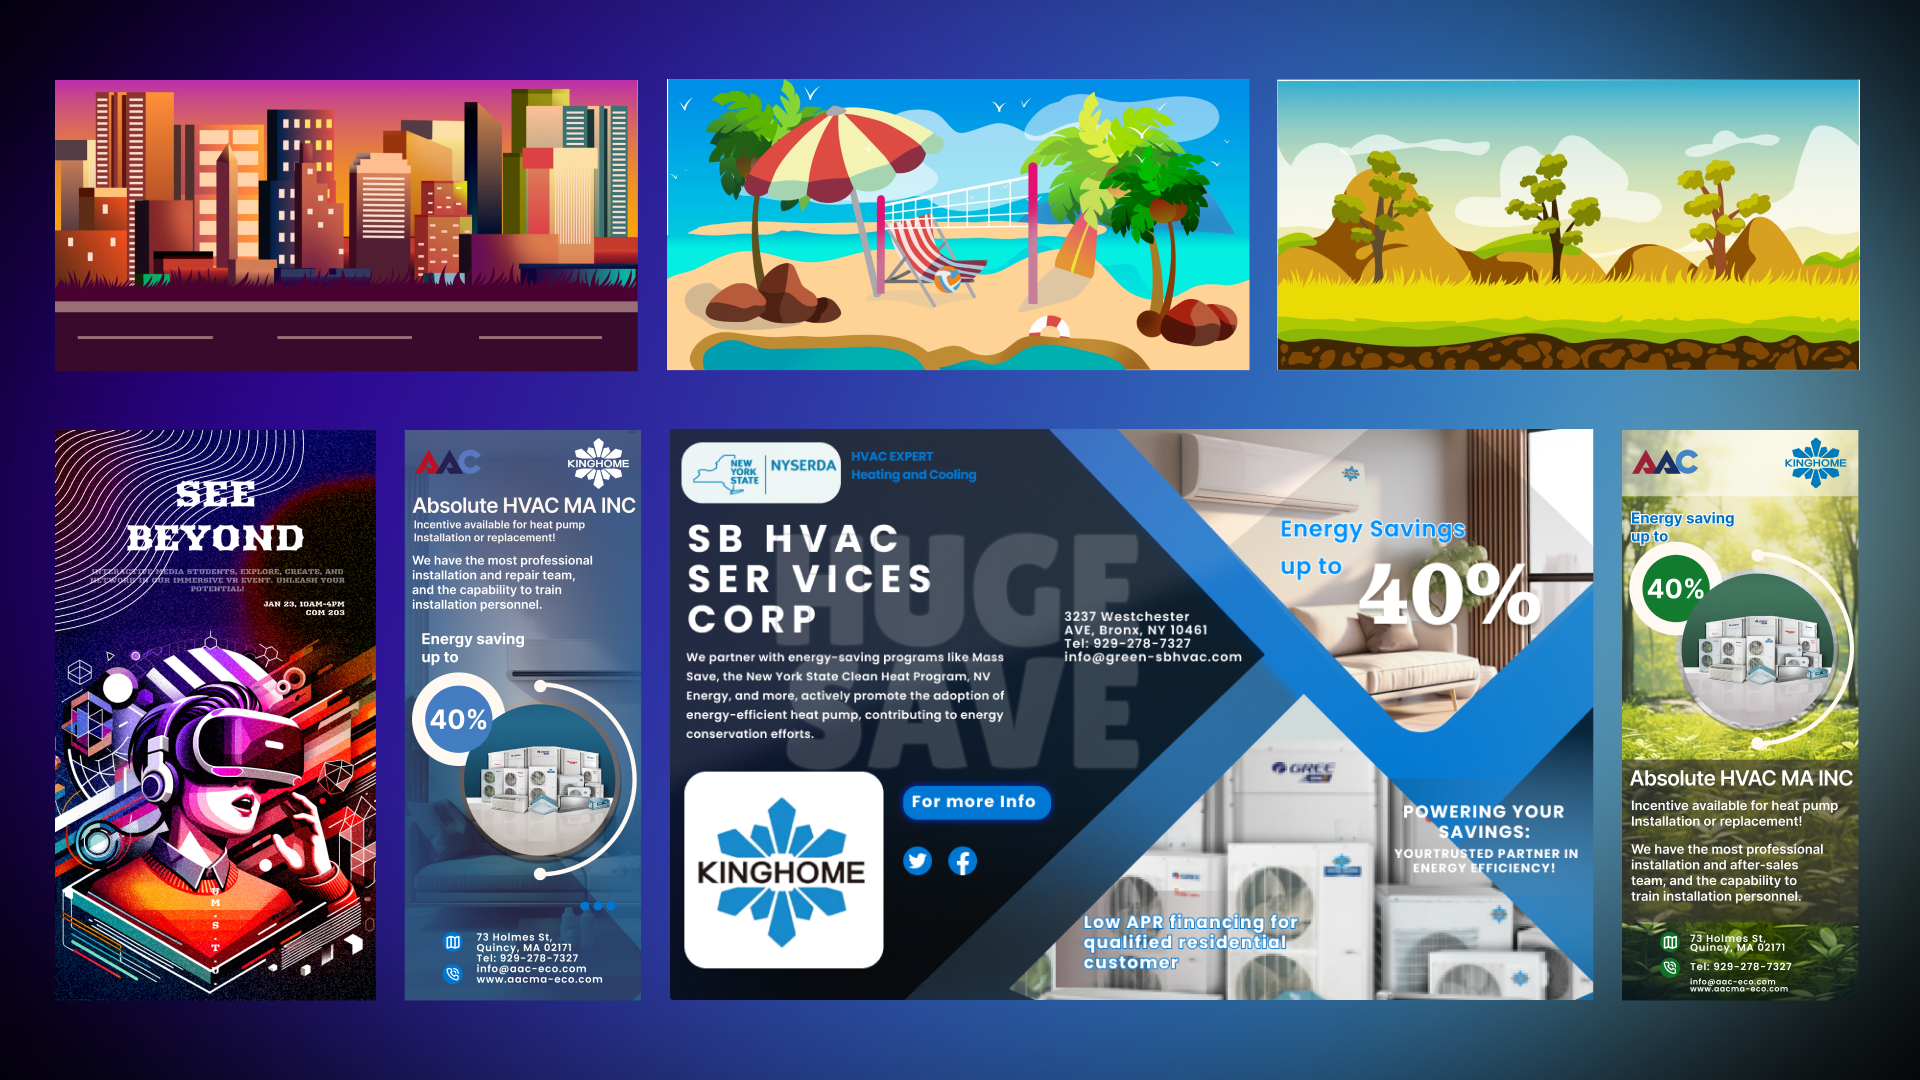 SEE
BEYOND
INTERACTIVE MEDIA STUDENTS, EXPLORE, CREATE, AND
NETWORK IN OUR IMMERSIVE VR EVENT. UNLEASH YOUR
POTENTIAL!
JAN 23, 10AM-4PM
COM 203
AAC
KINGHOME
Absolute HVAC MA INC
Incentive available for heat pump
Installation or replacement!
We have the most professional
installation and repair team,
and the capability to train
installation personnel.
Energy saving
up to
40%
73 Holmes St,
Quincy, MA 02171
Tel: 929-278-7327
info@aac-eco.com
www.aacma-eco.com
NEW
YORK
STATE
NYSERDA
HVAC EXPERT
Heating and Cooling
HUGE
SAVE
SB HVAC
SER VICES
CORP
We partner with energy-saving programs like Mass
Save, the New York State Clean Heat Program, NV
Energy, and more, actively promote the adoption of
energy-efficient heat pump, contributing to energy
conservation efforts.
3237 Westchester
AVE, Bronx, NY 10461
Tel: 929-278-7327
info@green-sbhvac.com
KINGHOME
For more Info
Energy Savings
up to
40%
GREE
POWERING YOUR
SAVINGS:
YOURTRUSTED PARTNER IN
ENERGY EFFICIENCY!
Low APR financing for
qualified residential
customer
AAC
KINGHOME
Energy saving
up to
40%
Absolute HVAC MA INC
Incentive available for heat pump
Installation or replacement!
We have the most professional
installation and after-sales
team, and the capability to
train installation personnel.
73 Holmes St,
Quincy, MA 02171
Tel: 929-278-7327
info@aac-eco.com
www.aacma-eco.com